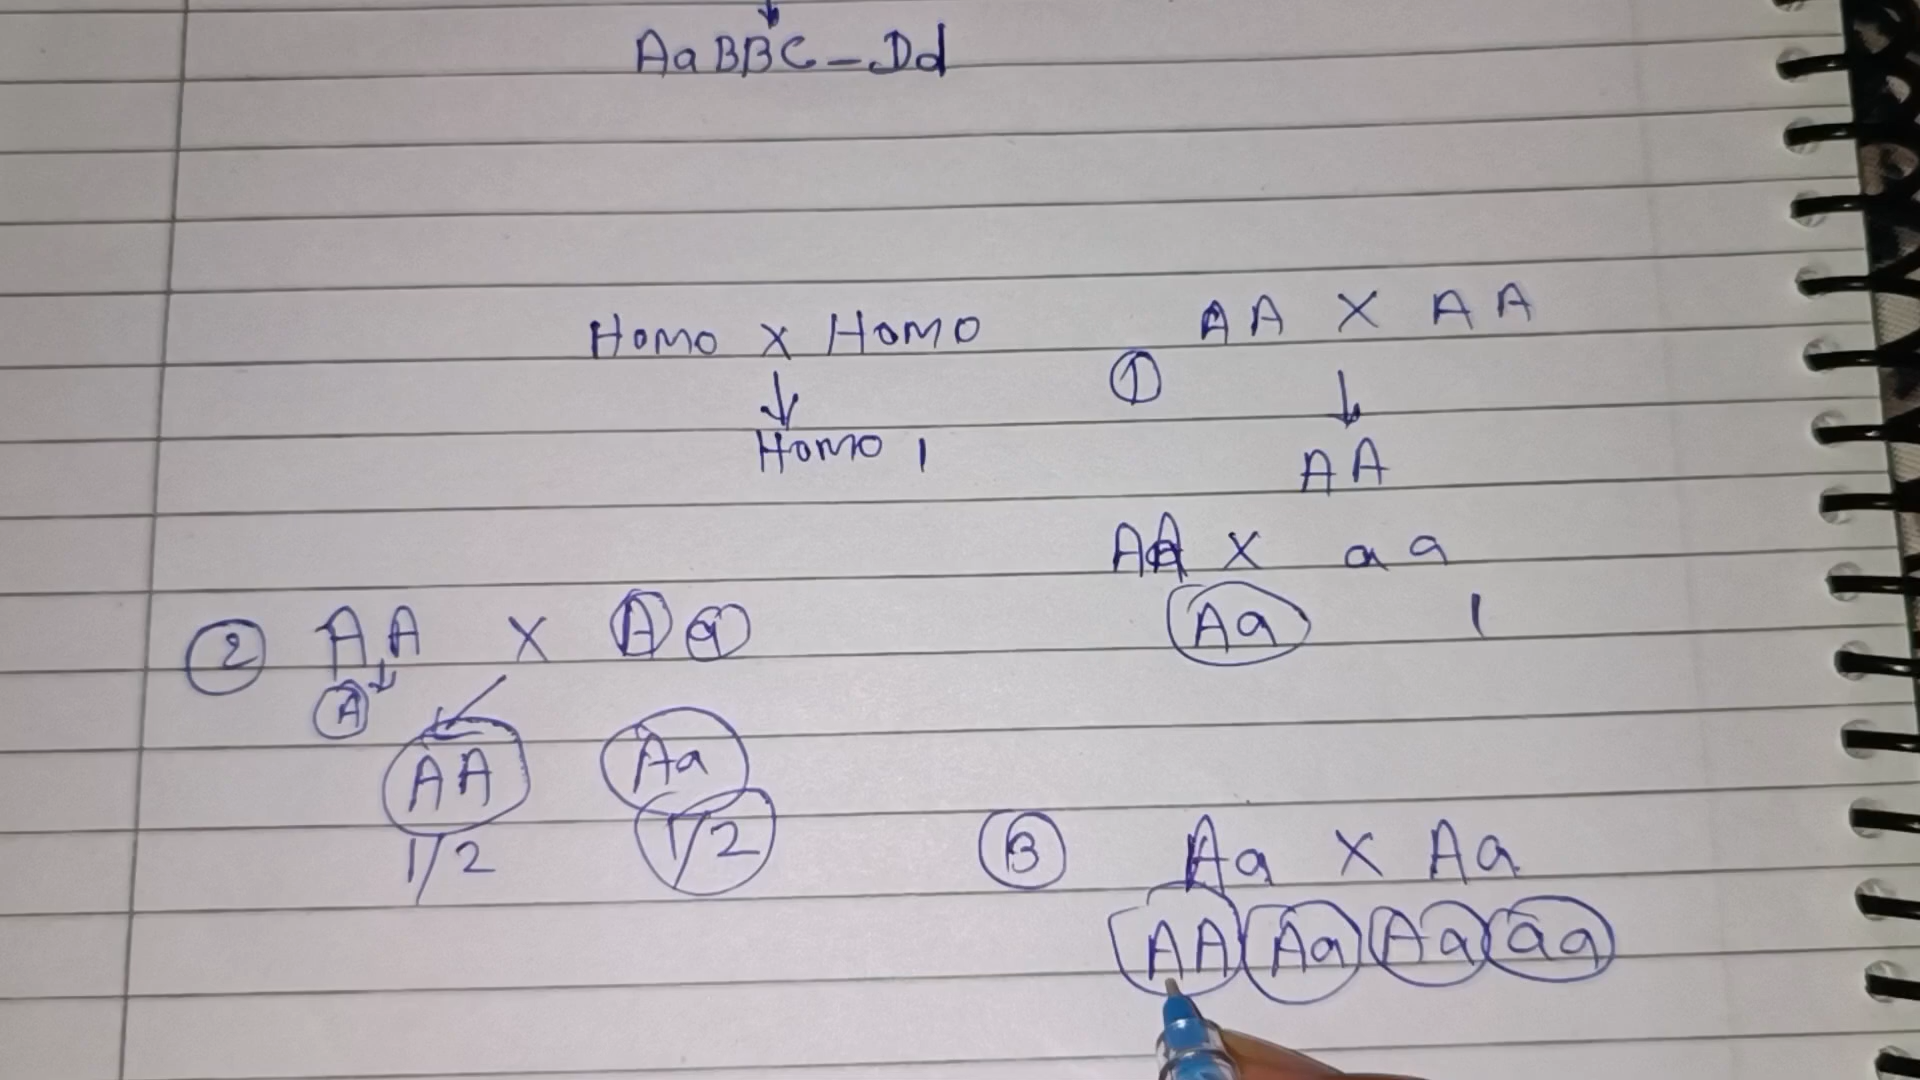 AaBBC_Dd
Homo x Homo
↓
Homo 1
① AA X AA
↓
AA
AA X aa
Aa 1
② AA X Aa
A
AA Aa
1/2 1/2
③ Aa X Aa
AA Aa Aa aa